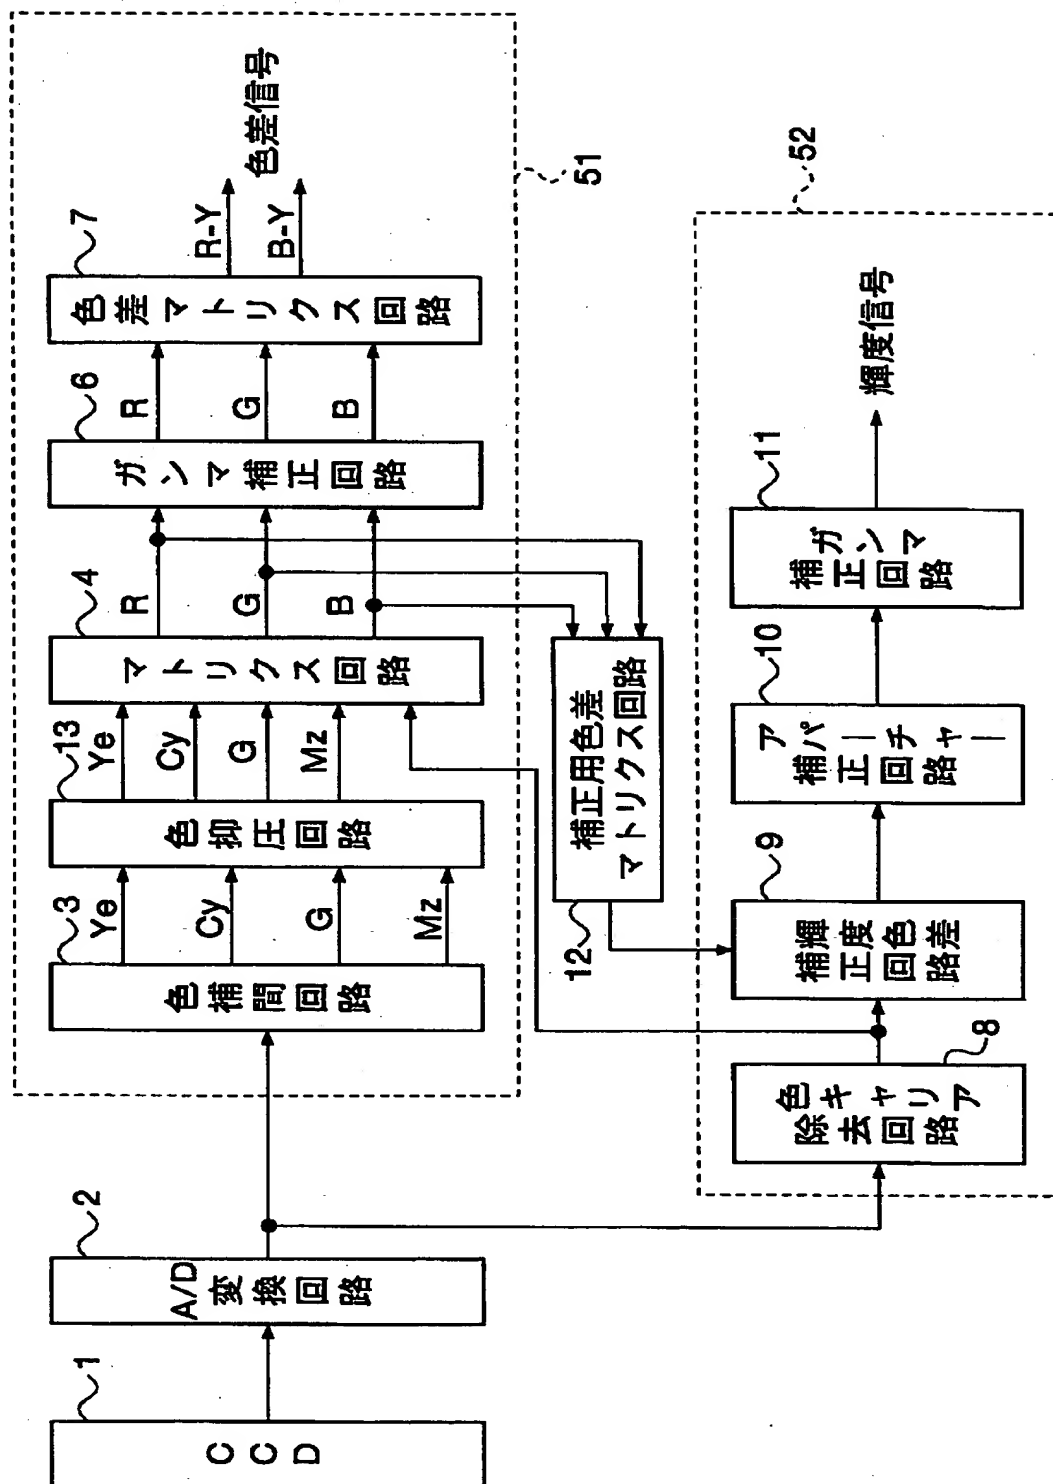 1
CCD
2
A/D
変換回路
3
色補間回路
Ye
Cy
G
Mz
13
色抑圧回路
Ye
Cy
G
Mz
4
マトリクス回路
R
G
B
6
ガンマ補正回路
R
G
B
7
色差マトリクス回路
R-Y
B-Y
色差信号
51
12
補正用色差
マトリクス回路
52
8
色キャリア
除去回路
9
輝度色差
補正回路
10
アパーチャー
補正回路
11
ガンマ
補正回路
輝度信号